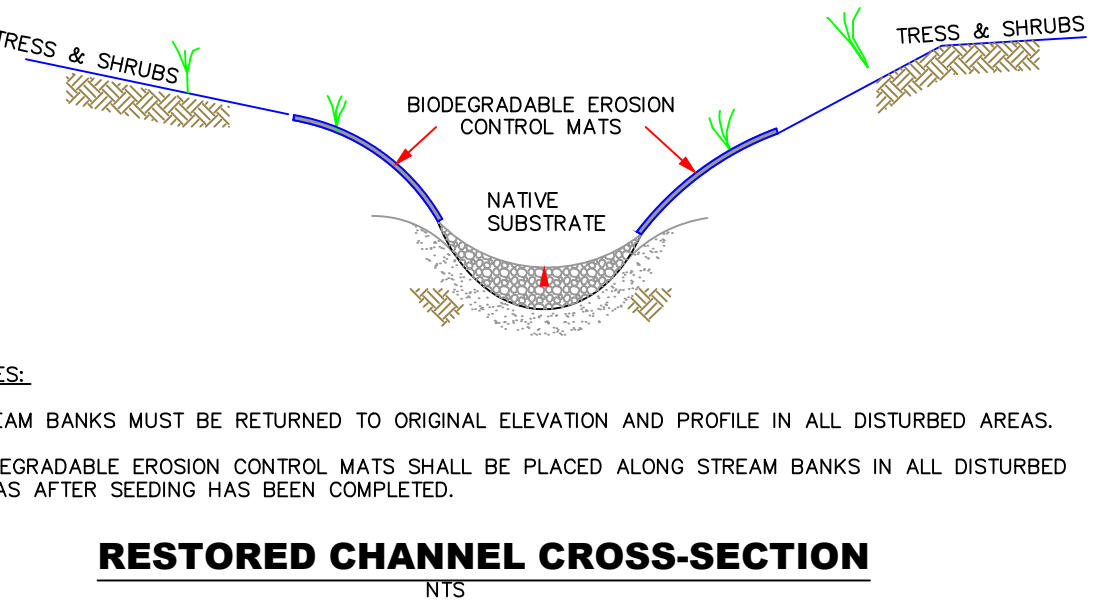 TRESS & SHRUBS
TRESS & SHRUBS
BIODEGRADABLE EROSION
CONTROL MATS
NATIVE
SUBSTRATE
ES:
EAM BANKS MUST BE RETURNED TO ORIGINAL ELEVATION AND PROFILE IN ALL DISTURBED AREAS.
EGRADABLE EROSION CONTROL MATS SHALL BE PLACED ALONG STREAM BANKS IN ALL DISTURBED
AS AFTER SEEDING HAS BEEN COMPLETED.
RESTORED CHANNEL CROSS-SECTION
NTS